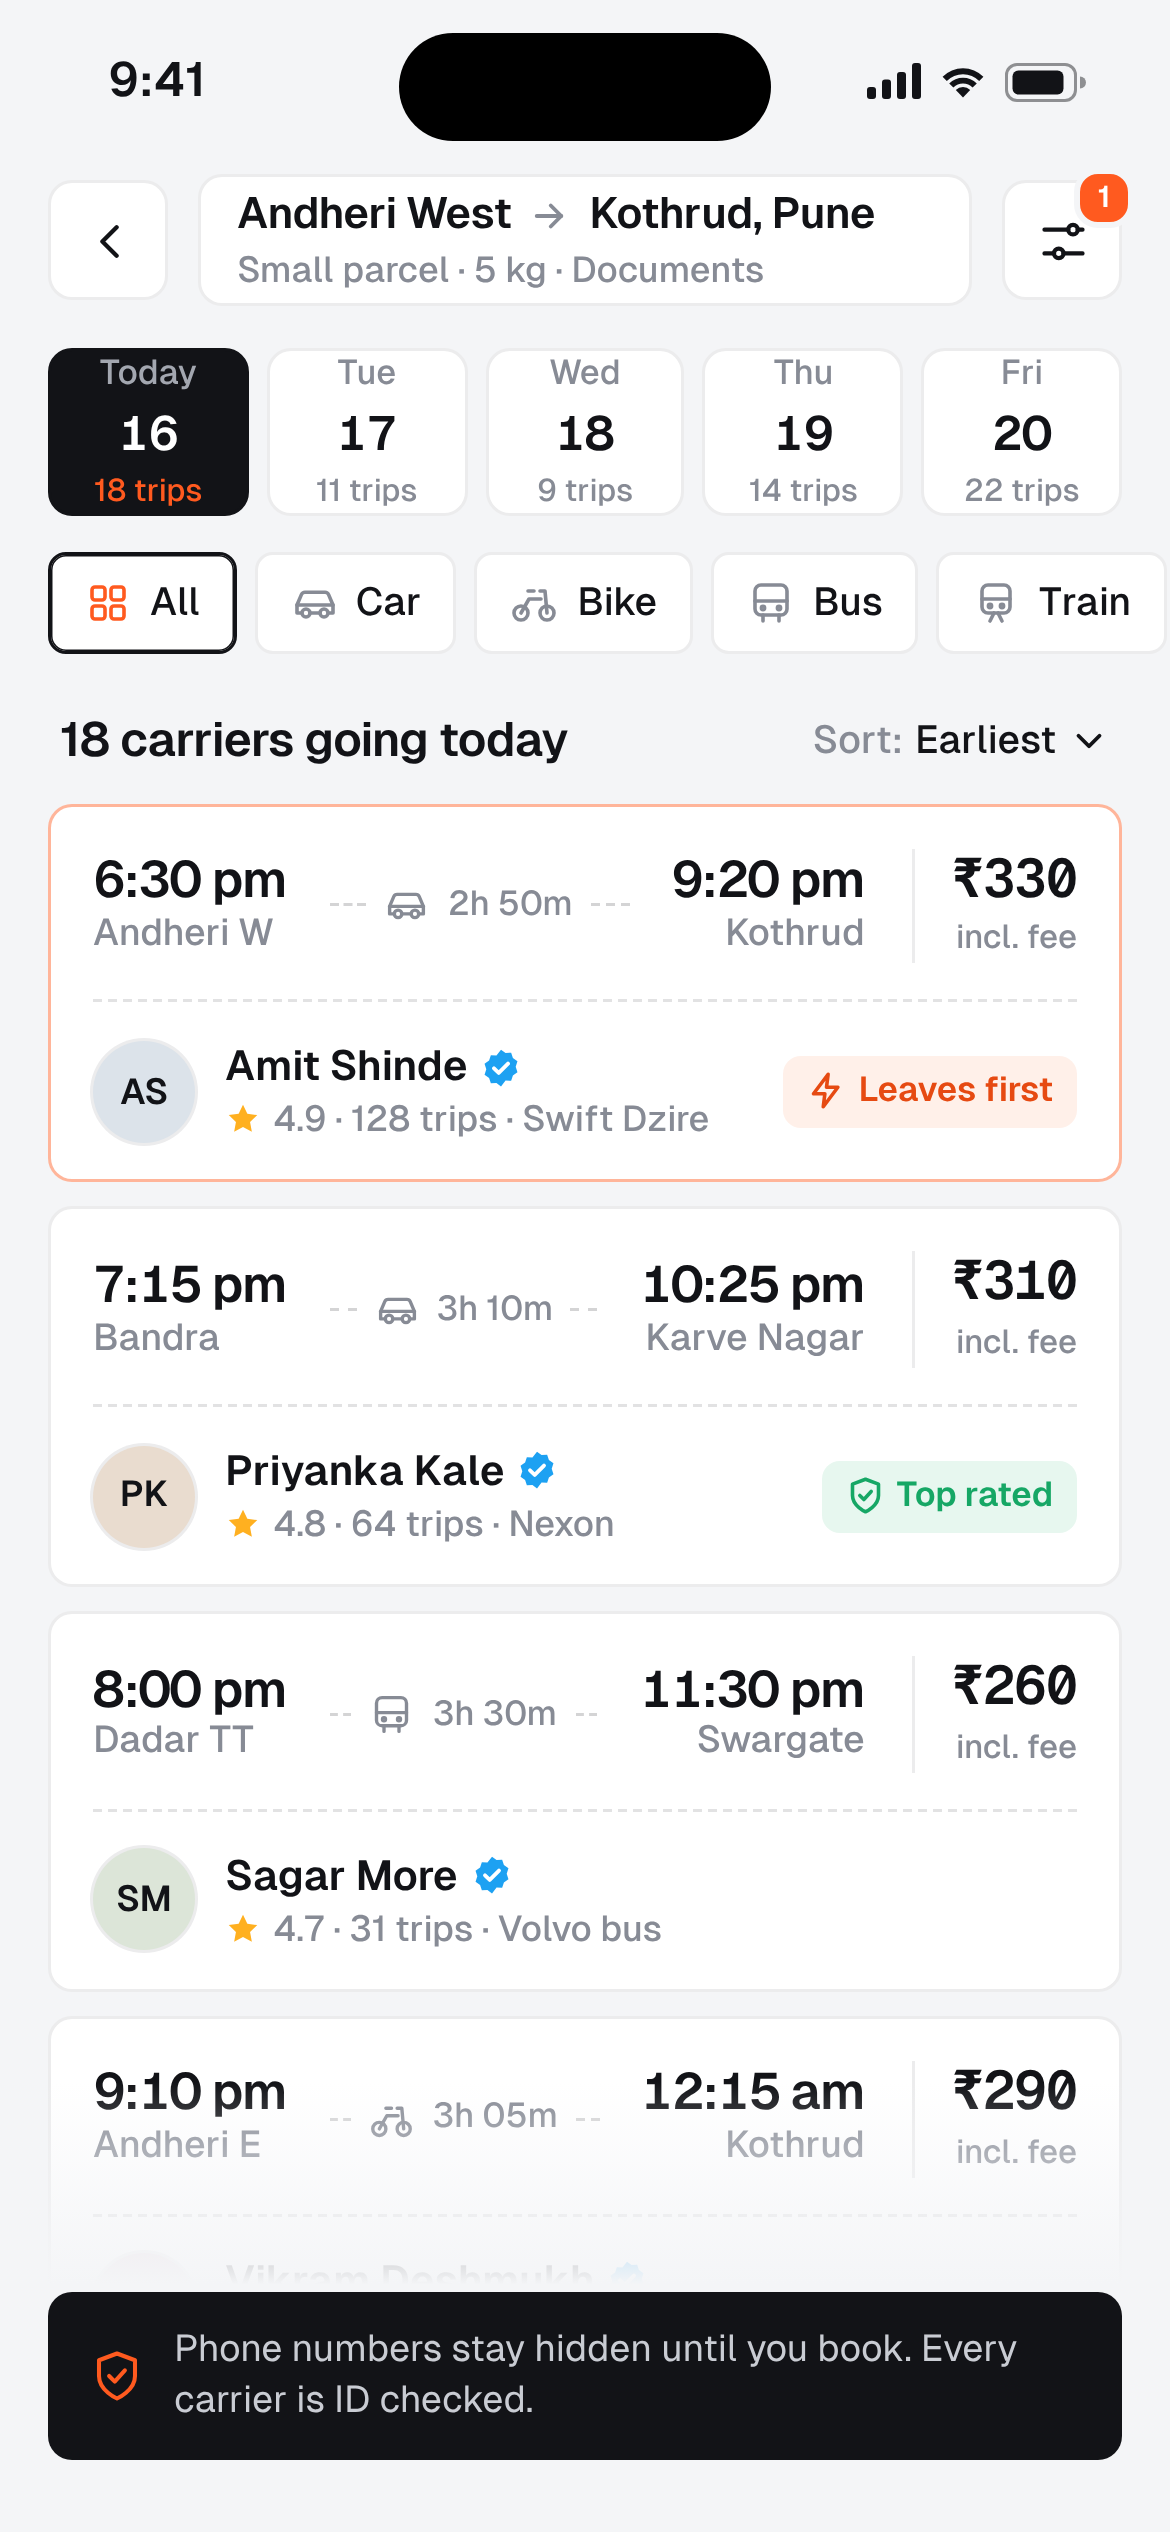 9:41
Andheri West → Kothrud, Pune
1
Small parcel · 5 kg · Documents
Today
16
18 trips
Tue
17
11 trips
Wed
18
9 trips
Thu
19
14 trips
Fri
20
22 trips
All
Car
Bike
Bus
Train
18 carriers going today
Sort: Earliest
6:30 pm
Andheri W
2h 50m
9:20 pm
Kothrud
₹330
incl. fee
AS
Amit Shinde
4.9 · 128 trips · Swift Dzire
Leaves first
7:15 pm
Bandra
3h 10m
10:25 pm
Karve Nagar
₹310
incl. fee
PK
Priyanka Kale
4.8 · 64 trips · Nexon
Top rated
8:00 pm
Dadar TT
3h 30m
11:30 pm
Swargate
₹260
incl. fee
SM
Sagar More
4.7 · 31 trips · Volvo bus
9:10 pm
Andheri E
3h 05m
12:15 am
Kothrud
₹290
incl. fee
Vikram Deshmukh
Phone numbers stay hidden until you book. Every
carrier is ID checked.